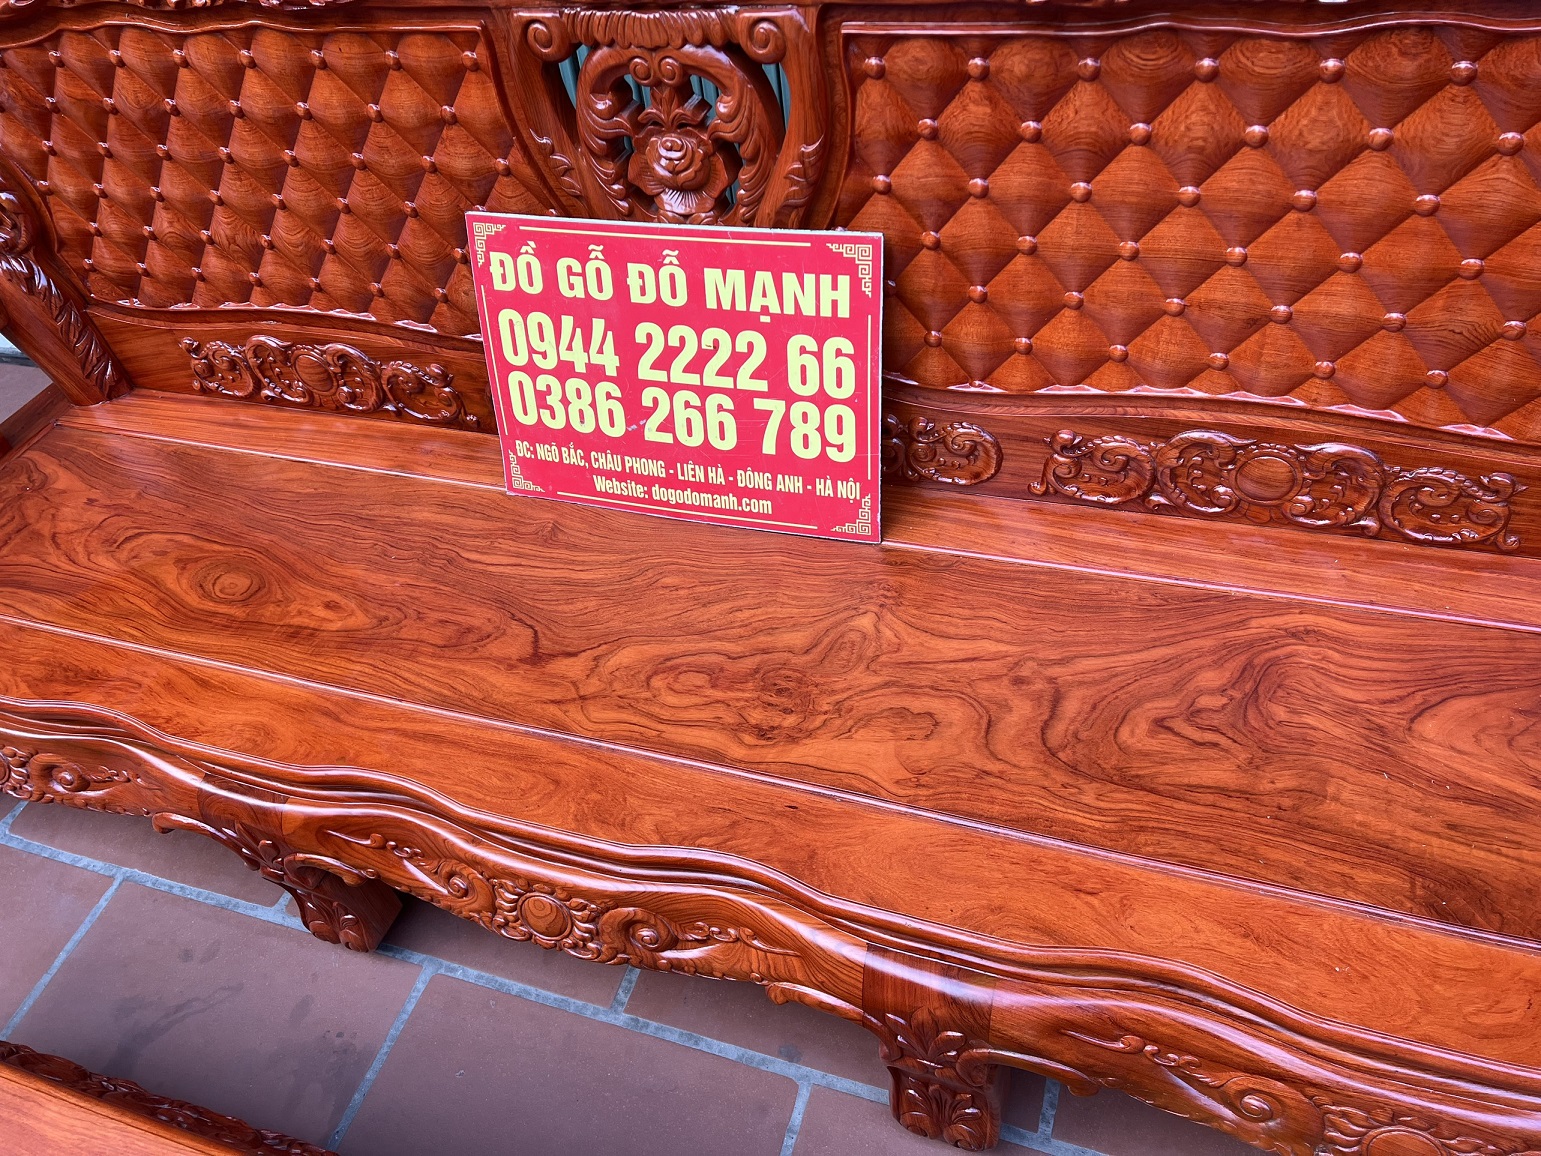 ĐỒ GỖ ĐỖ MẠNH
0944 2222 66
0386 266 789
ĐC: NGÕ BẮC, CHÂU PHONG - LIÊN HÀ - ĐÔNG ANH - HÀ NỘI
Website: dogodomanh.com